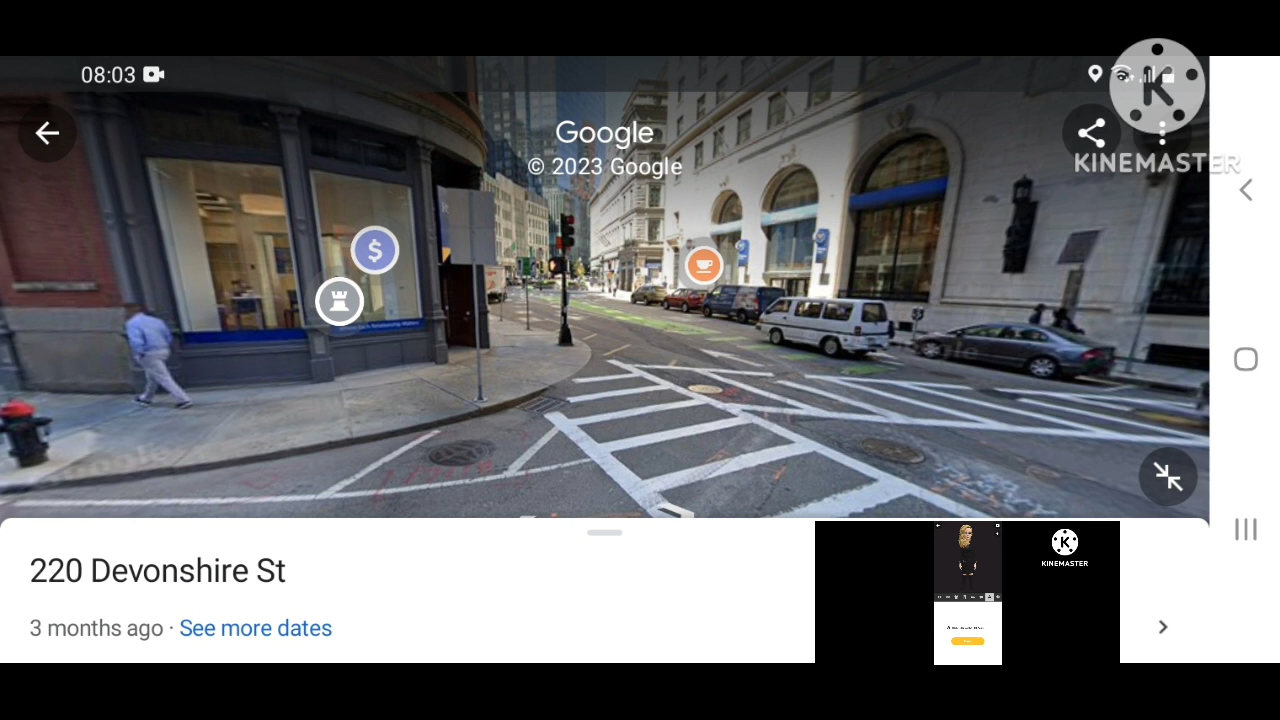 08:03
Google
© 2023 Google
KINEMASTER
220 Devonshire St
3 months ago · See more dates
KINEMASTER